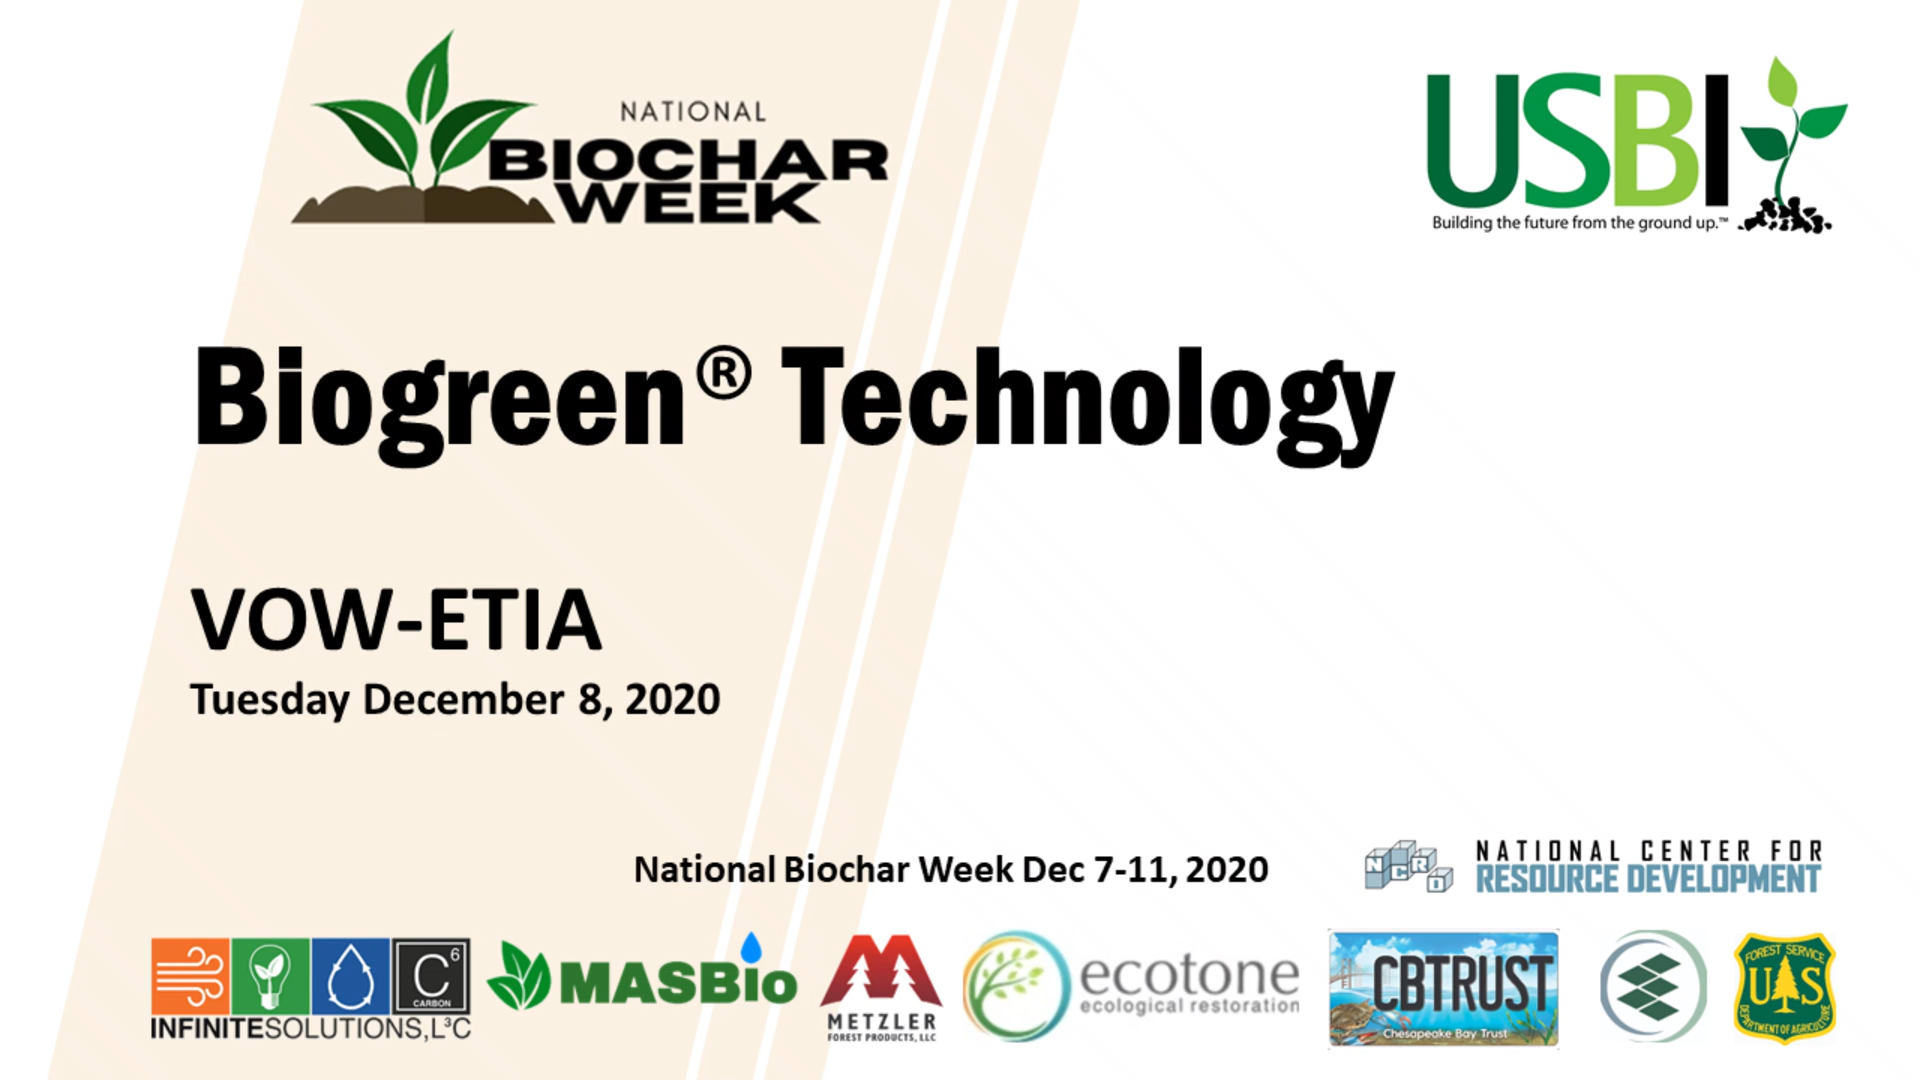 NATIONAL
BIOCHAR
WEEK
USBI
Building the future from the ground up.™
Biogreen® Technology
VOW-ETIA
Tuesday December 8, 2020
National Biochar Week Dec 7-11, 2020
NCRD
NATIONAL CENTER FOR
RESOURCE DEVELOPMENT
C 6
CARBON
INFINITESOLUTIONS,L³C
MASBio
METZLER
FOREST PRODUCTS, LLC
ecotone
ecological restoration
CBTRUST
Chesapeake Bay Trust
FOREST SERVICE
U S
DEPARTMENT OF AGRICULTURE